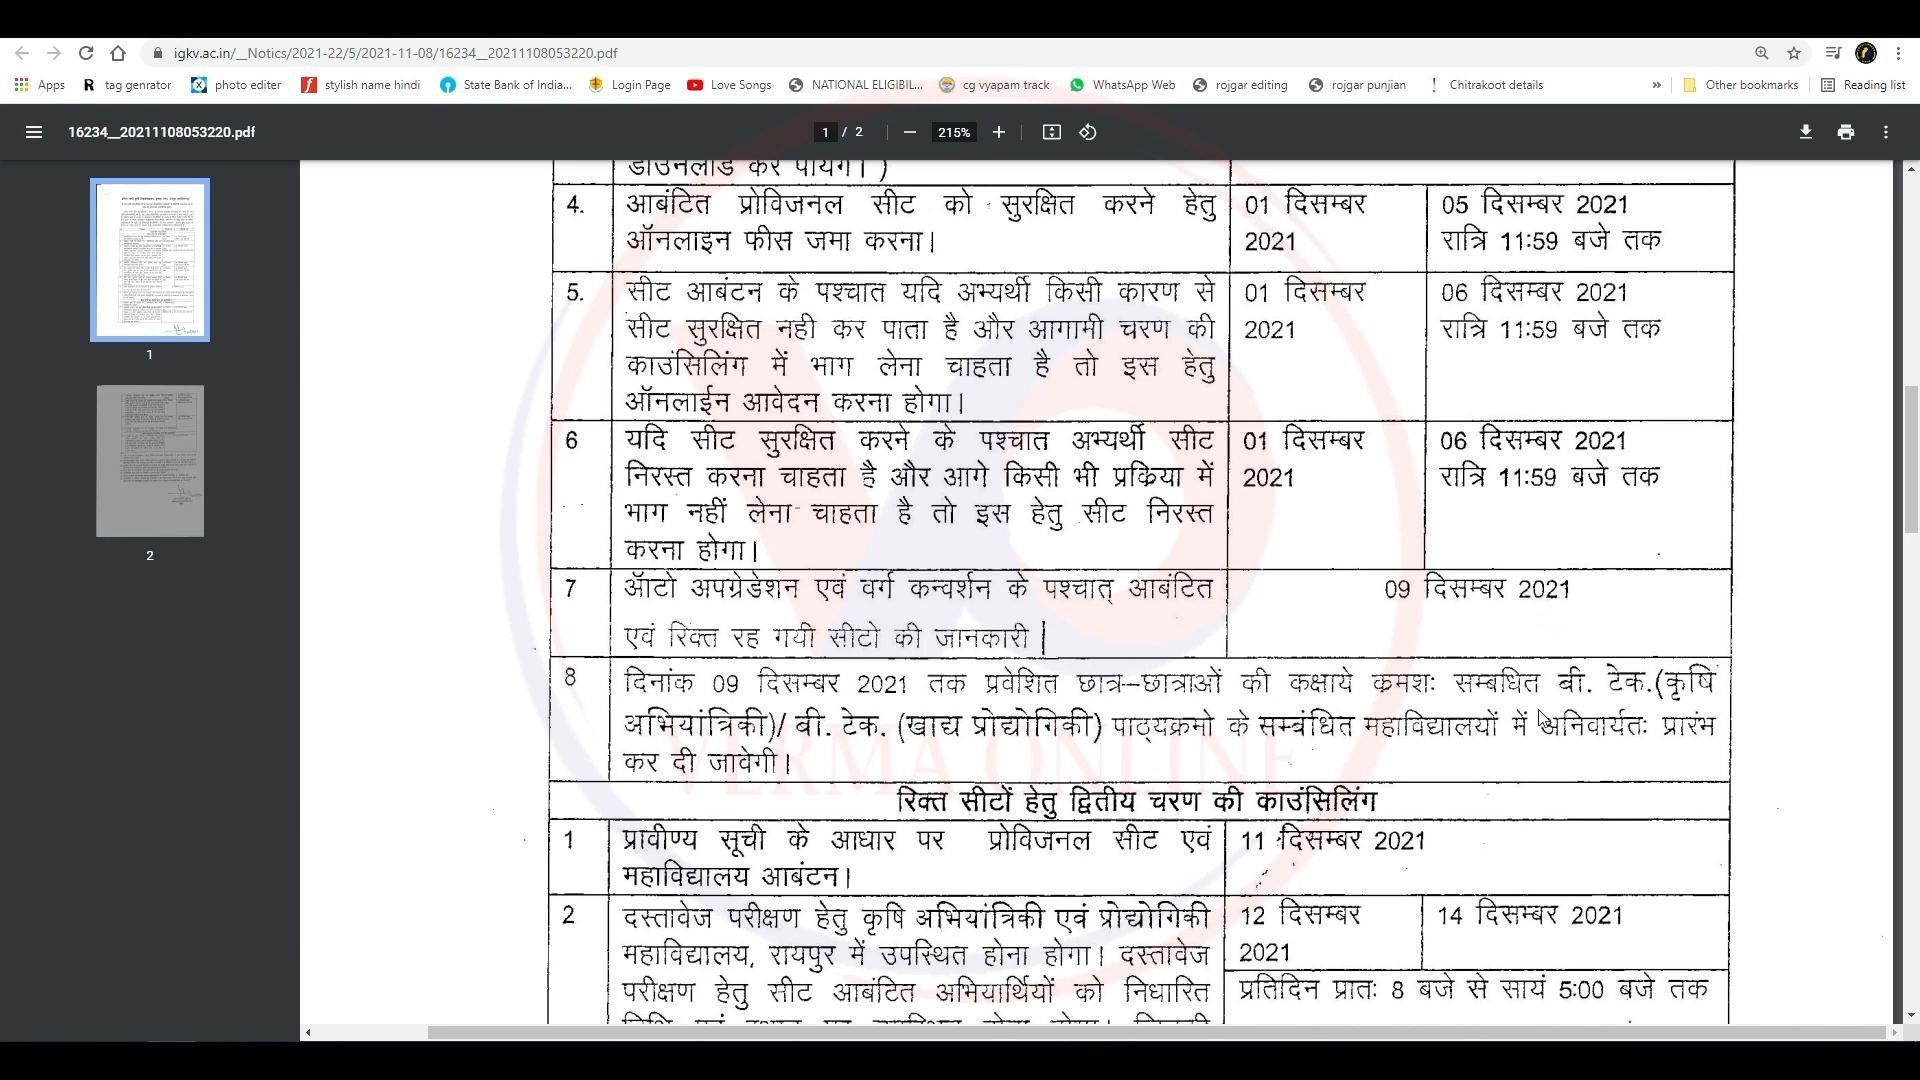 igkv.ac.in/__Notics/2021-22/5/2021-11-08/16234__20211108053220.pdf
Apps tag genrator photo editer stylish name hindi State Bank of India... Login Page Love Songs NATIONAL ELIGIBIL... cg vyapam track WhatsApp Web rojgar editing rojgar punjian Chitrakoot details » Other bookmarks Reading list
16234__20211108053220.pdf 1 / 2 215%
डाउनलोड कर पायेंगे। )
4. आबंटित प्रोविजनल सीट को सुरक्षित करने हेतु 01 दिसम्बर 05 दिसम्बर 2021
ऑनलाइन फीस जमा करना। 2021 रात्रि 11:59 बजे तक
5. सीट आबंटन के पश्चात यदि अभ्यर्थी किसी कारण से 01 दिसम्बर 06 दिसम्बर 2021
सीट सुरक्षित नही कर पाता है और आगामी चरण की 2021 रात्रि 11:59 बजे तक
काउंसिलिंग में भाग लेना चाहता है तो इस हेतु
ऑनलाईन आवेदन करना होगा।
6 यदि सीट सुरक्षित करने के पश्चात अभ्यर्थी सीट 01 दिसम्बर 06 दिसम्बर 2021
निरस्त करना चाहता है और आगे किसी भी प्रक्रिया में 2021 रात्रि 11:59 बजे तक
भाग नहीं लेना चाहता है तो इस हेतु सीट निरस्त
करना होगा।
7 ऑटो अपग्रेडेशन एवं वर्ग कन्वर्शन के पश्चात् आबंटित 09 दिसम्बर 2021
एवं रिक्त रह गयी सीटो की जानकारी |
8 दिनांक 09 दिसम्बर 2021 तक प्रवेशित छात्र–छात्राओं की कक्षाये कमशः सम्बधित बी. टेक.(कृषि
अभियांत्रिकी)/ बी. टेक. (खाद्य प्रोद्योगिकी) पाठ्यक्रमो के सम्बंधित महाविद्यालयों में अनिवार्यतः प्रारंभ
कर दी जावेगी।
VERMA ONLINE
रिक्त सीटों हेतु द्वितीय चरण की काउंसिलिंग
1 प्रावीण्य सूची के आधार पर प्रोविजनल सीट एवं 11 दिसम्बर 2021
महाविद्यालय आबंटन।
2 दस्तावेज परीक्षण हेतु कृषि अभियांत्रिकी एवं प्रोद्योगिकी 12 दिसम्बर 14 दिसम्बर 2021
महाविद्यालय, रायपुर में उपस्थित होना होगा। दस्तावेज 2021
परीक्षण हेतु सीट आबंटित अभियार्थियों को निधारित प्रतिदिन प्रातः 8 बजे से सायं 5:00 बजे तक
1
2